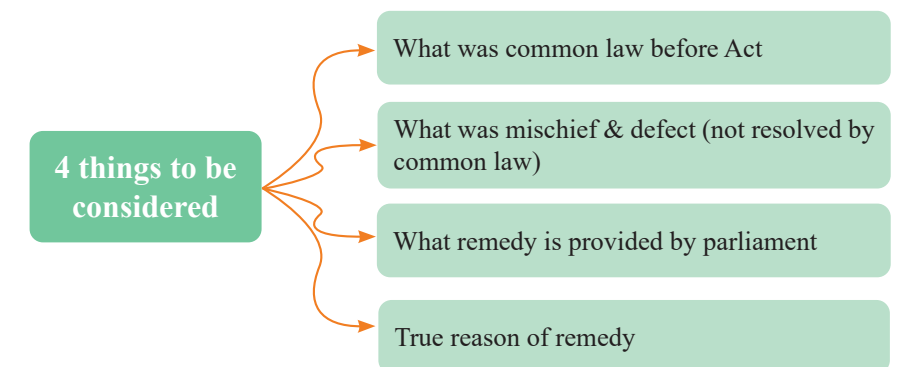 4 things to be
considered
What was common law before Act
What was mischief & defect (not resolved by
common law)
What remedy is provided by parliament
True reason of remedy